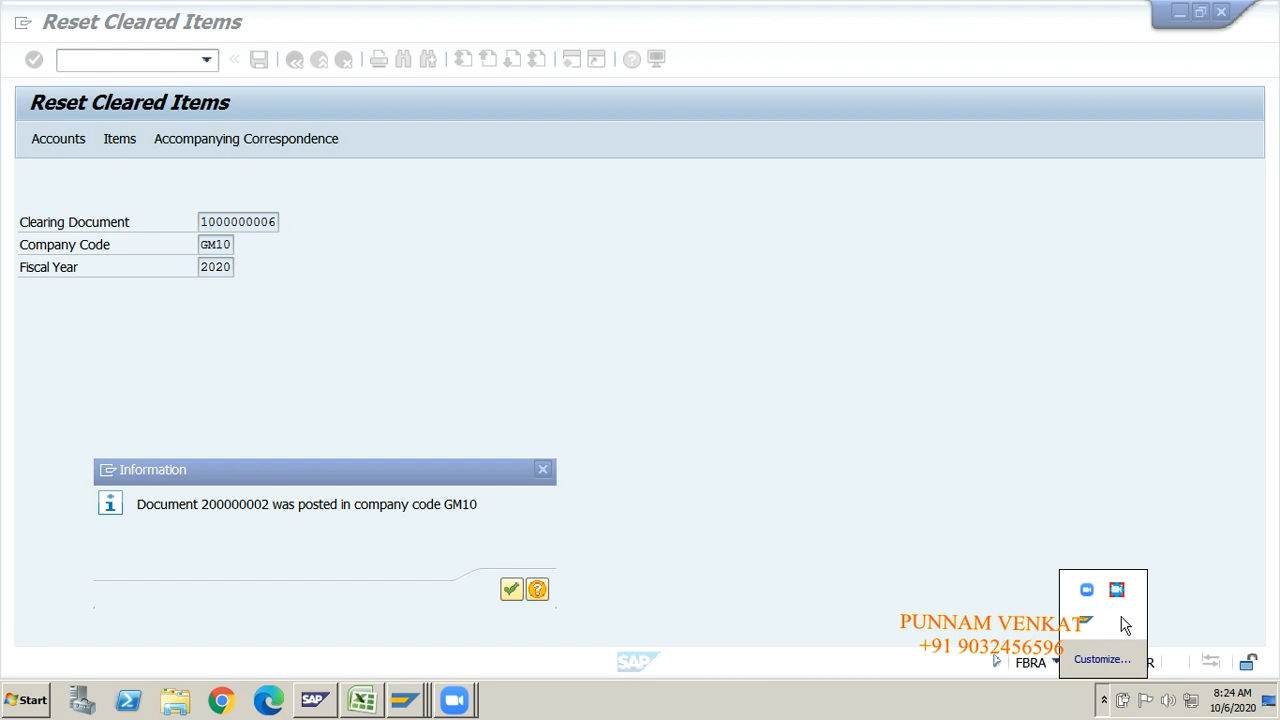 Reset Cleared Items
Reset Cleared Items
Accounts Items Accompanying Correspondence
Clearing Document 1000000006
Company Code GM10
Fiscal Year 2020
Information
Document 200000002 was posted in company code GM10
PUNNAM VENKAT
+91 9032456596
SAP
FBRA
Customize...
R
Start
SAP
8:24 AM
10/6/2020